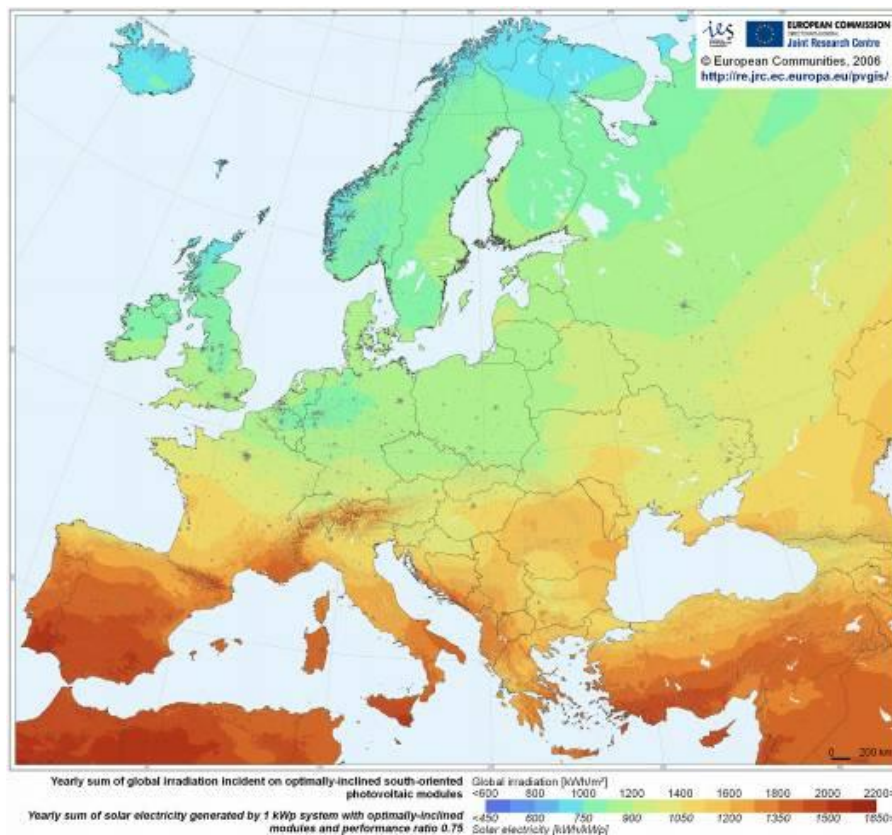 ies
EUROPEAN COMMISSION
DIRECTORATE-GENERAL
Joint Research Centre
© European Communities, 2006
http://re.jrc.ec.europa.eu/pvgis/
0 200 km
Yearly sum of global irradiation incident on optimally-inclined south-oriented
photovoltaic modules
Yearly sum of solar electricity generated by 1 kWp system with optimally-inclined
modules and performance ratio 0.75
Global irradiation [kWh/m²]
<600 800 1000 1200 1400 1600 1800 2000 2200<
<450 600 750 900 1050 1200 1350 1500 1650<
Solar electricity [kWh/kWp]